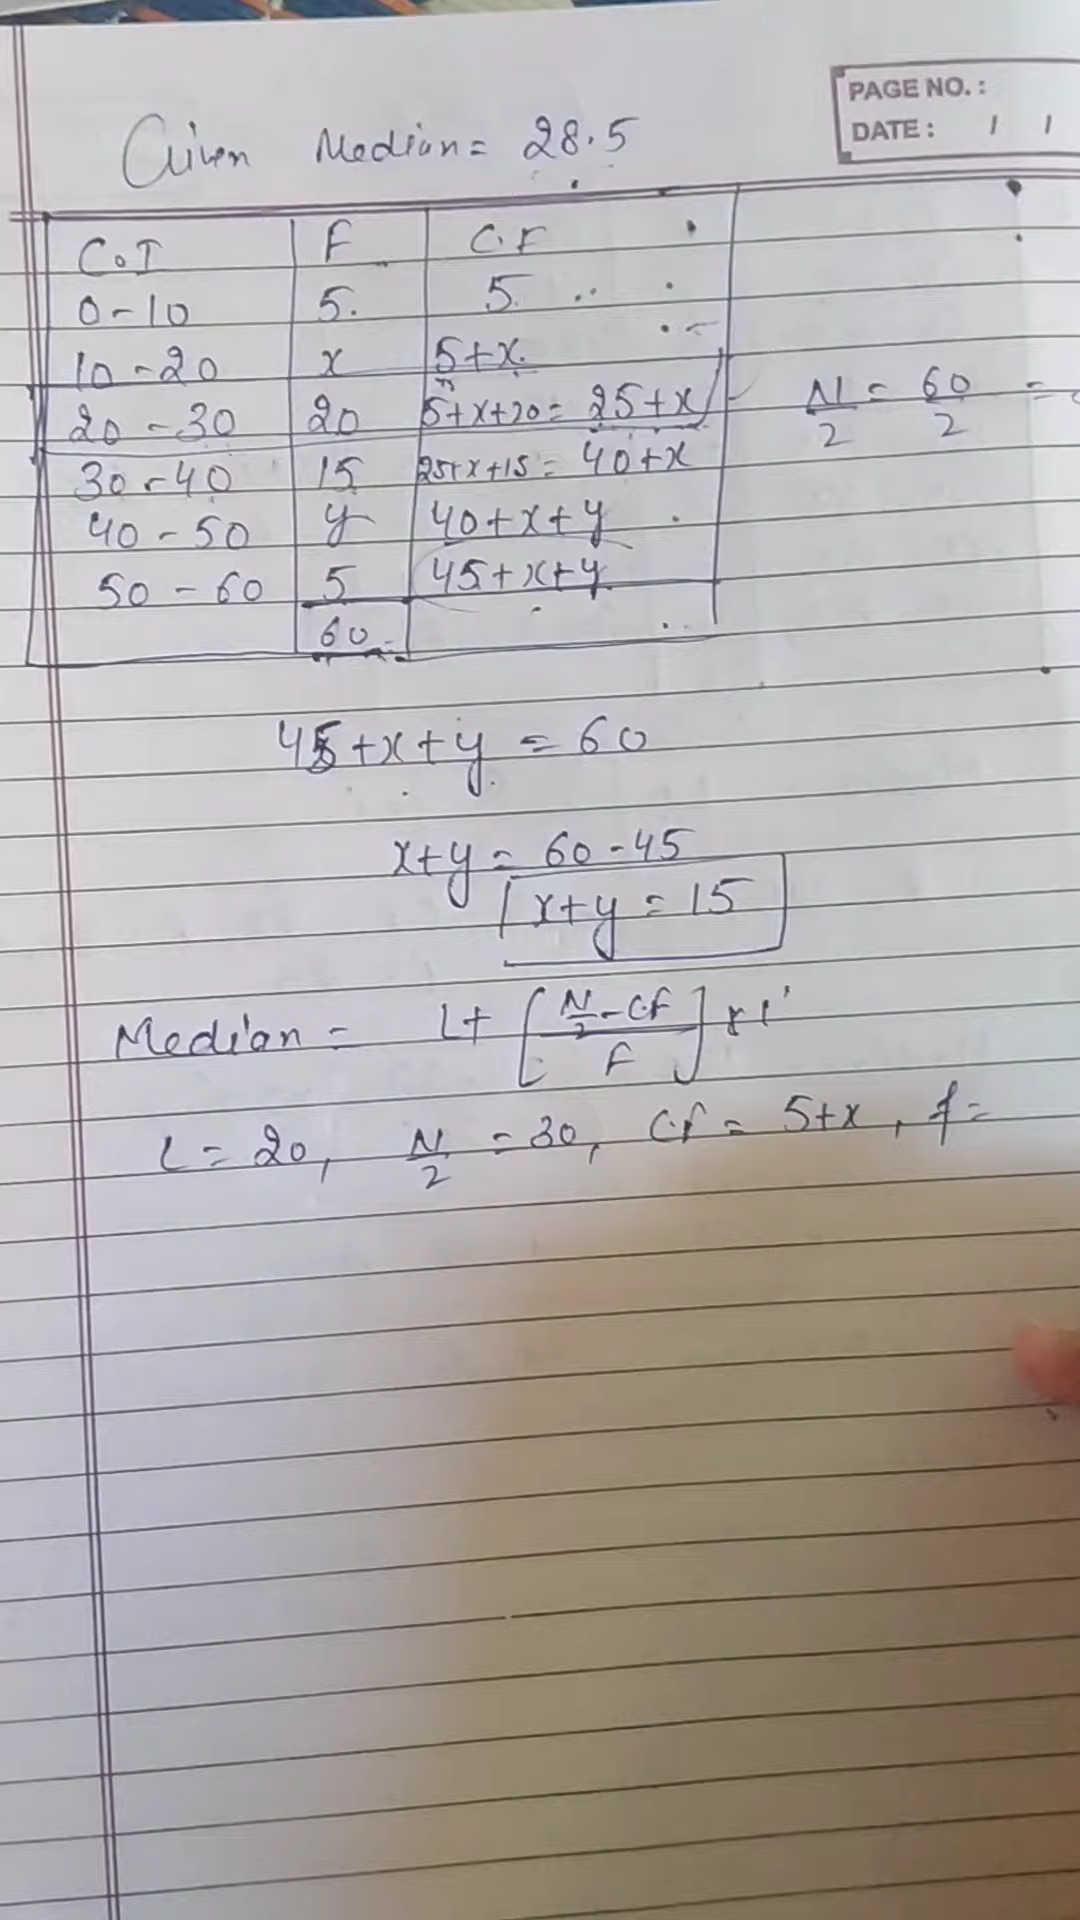 PAGE NO. :
DATE : / /
Given Median = 28.5
C.I F C.F
0-10 5. 5.
10-20 x 5+x.
20-30 20 5+x+20= 25+x N/2 = 60/2 =
30-40 15 25+x+15= 40+x
40-50 y 40+x+y
50-60 5 45+x+y
60
45+x+y = 60
x+y = 60-45
x+y = 15
Median = L+ [N/2-CF / F] x i
L = 20, N/2 = 30, Cf = 5+x, f=